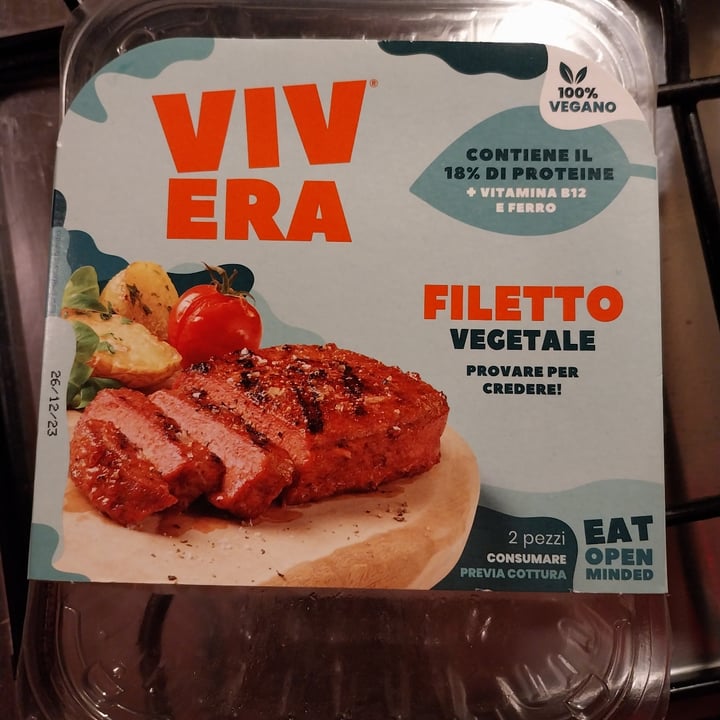 VIV
ERA®
100%
VEGANO
CONTIENE IL
18% DI PROTEINE
+ VITAMINA B12
E FERRO
FILETTO
VEGETALE
PROVARE PER
CREDERE!
26/12/23
2 pezzi
CONSUMARE
PREVIA COTTURA
EAT
OPEN
MINDED